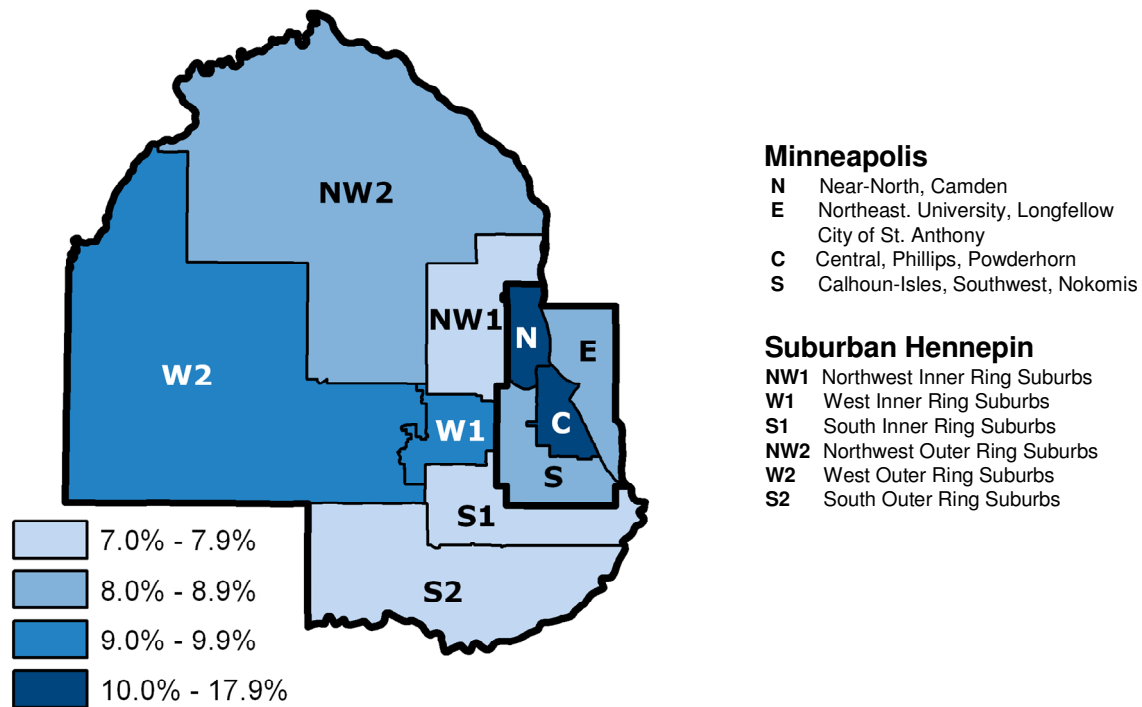 NW2
NW1
N
E
W2
W1
C
S
S1
S2
7.0% - 7.9%
8.0% - 8.9%
9.0% - 9.9%
10.0% - 17.9%
Minneapolis
N Near-North, Camden
E Northeast. University, Longfellow
City of St. Anthony
C Central, Phillips, Powderhorn
S Calhoun-Isles, Southwest, Nokomis
Suburban Hennepin
NW1 Northwest Inner Ring Suburbs
W1 West Inner Ring Suburbs
S1 South Inner Ring Suburbs
NW2 Northwest Outer Ring Suburbs
W2 West Outer Ring Suburbs
S2 South Outer Ring Suburbs